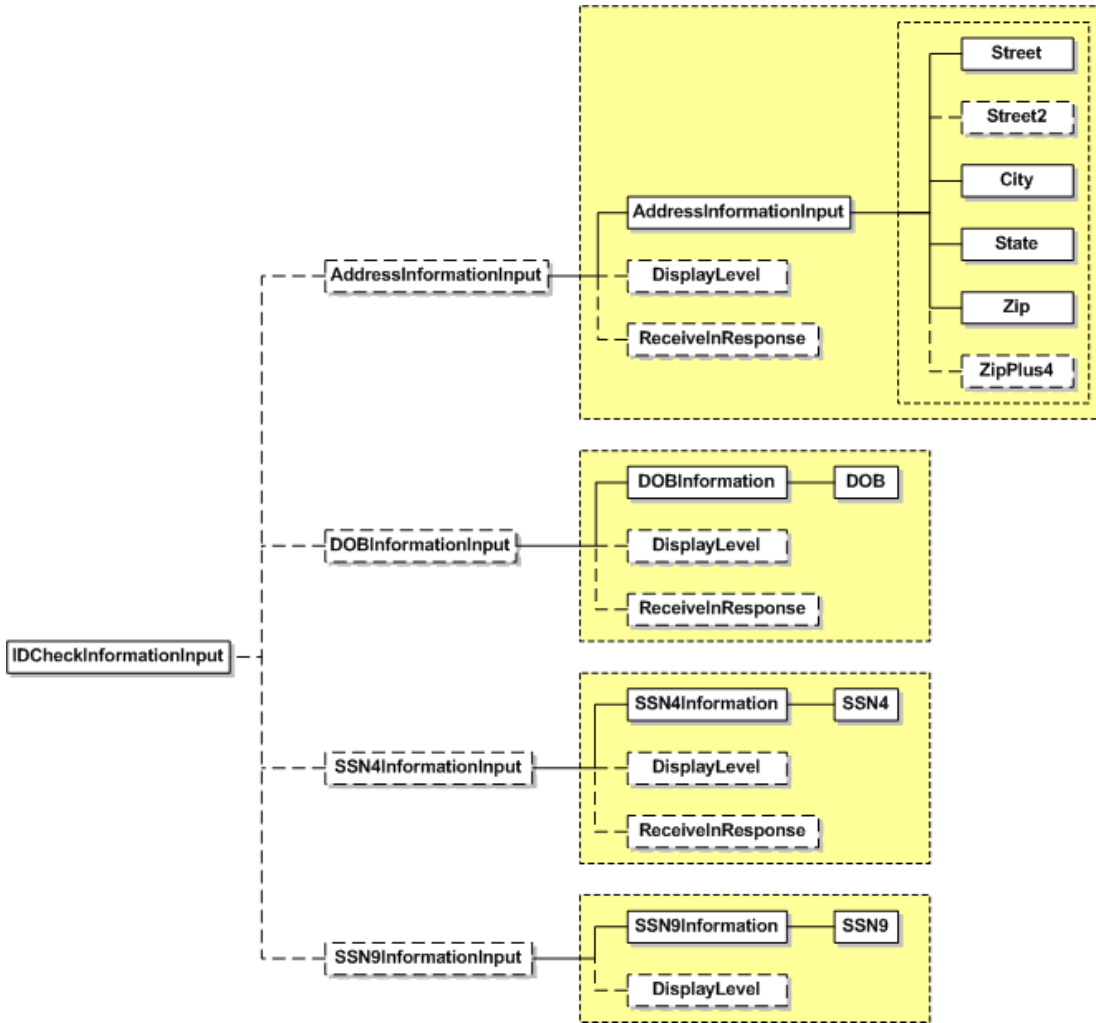 Street
Street2
City
AddressInformationInput
State
AddressInformationInput
DisplayLevel
Zip
ReceiveInResponse
ZipPlus4
DOBInformation
DOB
DOBInformationInput
DisplayLevel
ReceiveInResponse
IDCheckInformationInput
SSN4Information
SSN4
SSN4InformationInput
DisplayLevel
ReceiveInResponse
SSN9Information
SSN9
SSN9InformationInput
DisplayLevel